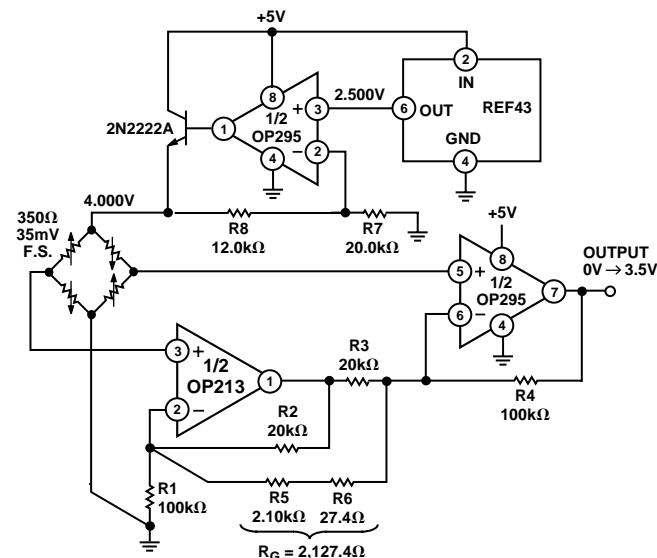 +5V
2
IN
8
1/2
OP295
+
3
2.500V
6
OUT
REF43
2N2222A
1
−
2
GND
4
4
4.000V
R8
12.0kΩ
R7
20.0kΩ
350Ω
35mV
F.S.
+5V
8
OUTPUT
0V → 3.5V
5
+
1/2
OP295
7
6
−
4
3
+
1/2
OP213
1
2
−
R3
20kΩ
R2
20kΩ
R4
100kΩ
R1
100kΩ
R5
2.10kΩ
R6
27.4Ω
RG = 2,127.4Ω